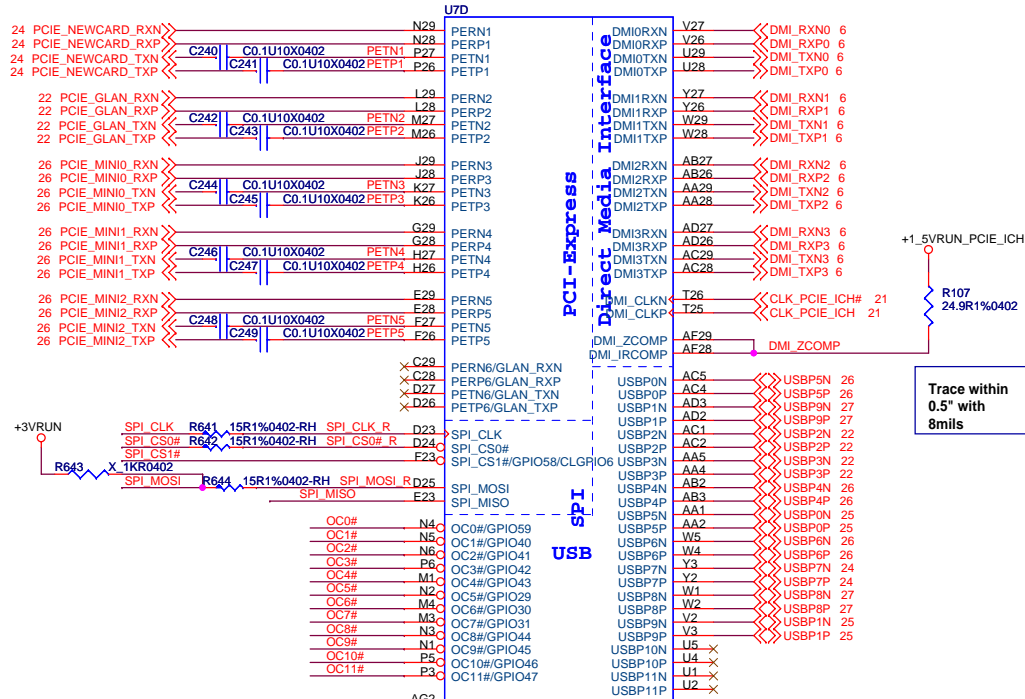 U7D
24 PCIE_NEWCARD_RXN N29 PERN1 DMI0RXN V27 DMI_RXN0 6
24 PCIE_NEWCARD_RXP N28 PERP1 DMI0RXP V26 DMI_RXP0 6
24 PCIE_NEWCARD_TXN C240 C0.1U10X0402 PETN1 P27 PETN1 DMI0TXN U29 DMI_TXN0 6
24 PCIE_NEWCARD_TXP C241 C0.1U10X0402 PETP1 P26 PETP1 DMI0TXP U28 DMI_TXP0 6
22 PCIE_GLAN_RXN L29 PERN2 DMI1RXN Y27 DMI_RXN1 6
22 PCIE_GLAN_RXP L28 PERP2 DMI1RXP Y26 DMI_RXP1 6
22 PCIE_GLAN_TXN C242 C0.1U10X0402 PETN2 M27 PETN2 DMI1TXN W29 DMI_TXN1 6
22 PCIE_GLAN_TXP C243 C0.1U10X0402 PETP2 M26 PETP2 DMI1TXP W28 DMI_TXP1 6
26 PCIE_MINI0_RXN J29 PERN3 DMI2RXN AB27 DMI_RXN2 6
26 PCIE_MINI0_RXP J28 PERP3 DMI2RXP AB26 DMI_RXP2 6
26 PCIE_MINI0_TXN C244 C0.1U10X0402 PETN3 K27 PETN3 DMI2TXN AA29 DMI_TXN2 6
26 PCIE_MINI0_TXP C245 C0.1U10X0402 PETP3 K26 PETP3 DMI2TXP AA28 DMI_TXP2 6
26 PCIE_MINI1_RXN G29 PERN4 DMI3RXN AD27 DMI_RXN3 6
26 PCIE_MINI1_RXP G28 PERP4 DMI3RXP AD26 DMI_RXP3 6
26 PCIE_MINI1_TXN C246 C0.1U10X0402 PETN4 H27 PETN4 DMI3TXN AC29 DMI_TXN3 6
26 PCIE_MINI1_TXP C247 C0.1U10X0402 PETP4 H26 PETP4 DMI3TXP AC28 DMI_TXP3 6
26 PCIE_MINI2_RXN E29 PERN5 DMI_CLKN T26 CLK_PCIE_ICH# 21
26 PCIE_MINI2_RXP E28 PERP5 DMI_CLKP T25 CLK_PCIE_ICH 21
26 PCIE_MINI2_TXN C248 C0.1U10X0402 PETN5 F27 PETN5
26 PCIE_MINI2_TXP C249 C0.1U10X0402 PETP5 F26 PETP5
PCI-Express
Direct Media Interface
+1_5VRUN_PCIE_ICH
R107
24.9R1%0402
DMI_ZCOMP AF29
DMI_IRCOMP AF28 DMI_ZCOMP
Trace within
0.5" with
8mils
C29 PERN6/GLAN_RXN
C28 PERP6/GLAN_RXP
D27 PETN6/GLAN_TXN
D26 PETP6/GLAN_TXP
+3VRUN
SPI_CLK R641 15R1%0402-RH SPI_CLK_R D23 SPI_CLK
SPI_CS0# R642 15R1%0402-RH SPI_CS0#_R D24 SPI_CS0#
SPI_CS1# F23 SPI_CS1#/GPIO58/CLGPIO6
R643 X_1KR0402
SPI_MOSI R644 15R1%0402-RH SPI_MOSI_R D25 SPI_MOSI
SPI_MISO E23 SPI_MISO
SPI
USB
OC0# N4 OC0#/GPIO59
OC1# N5 OC1#/GPIO40
OC2# N6 OC2#/GPIO41
OC3# P6 OC3#/GPIO42
OC4# M1 OC4#/GPIO43
OC5# N2 OC5#/GPIO29
OC6# M4 OC6#/GPIO30
OC7# M3 OC7#/GPIO31
OC8# N3 OC8#/GPIO44
OC9# N1 OC9#/GPIO45
OC10# P5 OC10#/GPIO46
OC11# P3 OC11#/GPIO47
USBP0N AC5 USBP5N 26
USBP0P AC4 USBP5P 26
USBP1N AD3 USBP9N 27
USBP1P AD2 USBP9P 27
USBP2N AC1 USBP2N 22
USBP2P AC2 USBP2P 22
USBP3N AA5 USBP3N 22
USBP3P AA4 USBP3P 22
USBP4N AB2 USBP4N 26
USBP4P AB3 USBP4P 26
USBP5N AA1 USBP0N 25
USBP5P AA2 USBP0P 25
USBP6N W5 USBP6N 26
USBP6P W4 USBP6P 26
USBP7N Y3 USBP7N 24
USBP7P Y2 USBP7P 24
USBP8N W1 USBP8N 27
USBP8P W2 USBP8P 27
USBP9N V2 USBP1N 25
USBP9P V3 USBP1P 25
USBP10N U5
USBP10P U4
USBP11N U1
USBP11P U2
AG2